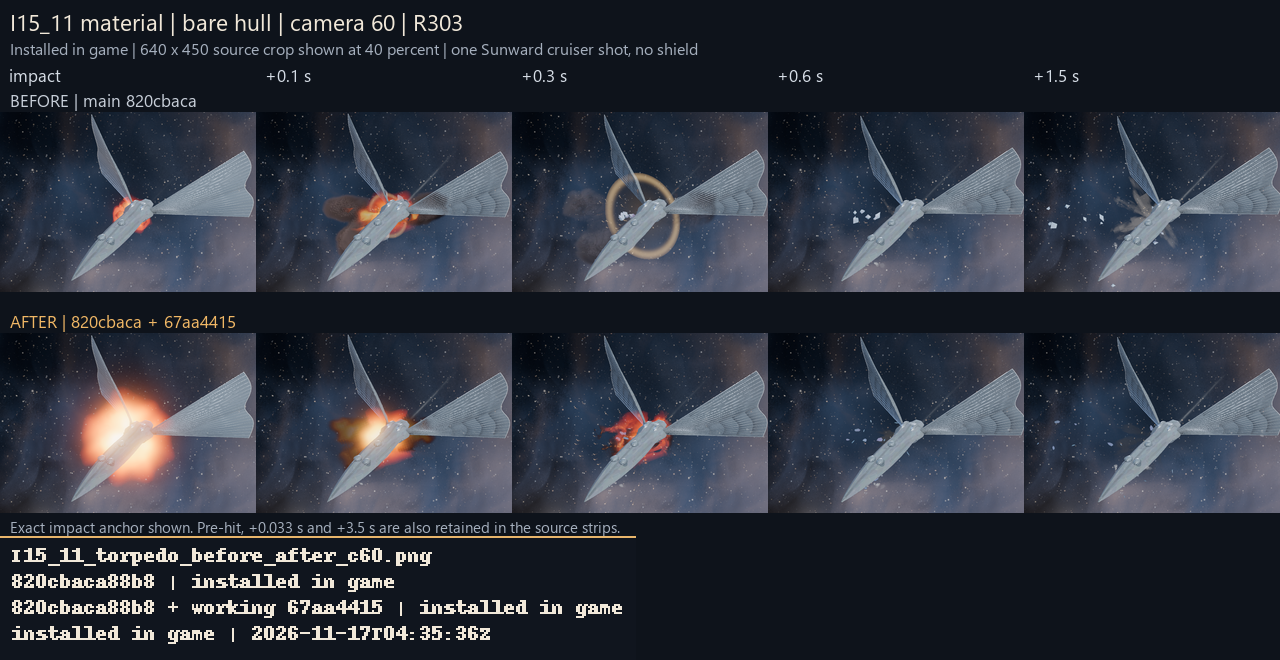 I15_11 material | bare hull | camera 60 | R303
Installed in game | 640 x 450 source crop shown at 40 percent | one Sunward cruiser shot, no shield
impact +0.1 s +0.3 s +0.6 s +1.5 s
BEFORE | main 820cbaca
AFTER | 820cbaca + 67aa4415
Exact impact anchor shown. Pre-hit, +0.033 s and +3.5 s are also retained in the source strips.
I15_11_torpedo_before_after_c60.png
820cbaca88b8 | installed in game
820cbaca88b8 + working 67aa4415 | installed in game
installed in game | 2026-11-17T04:35:36Z